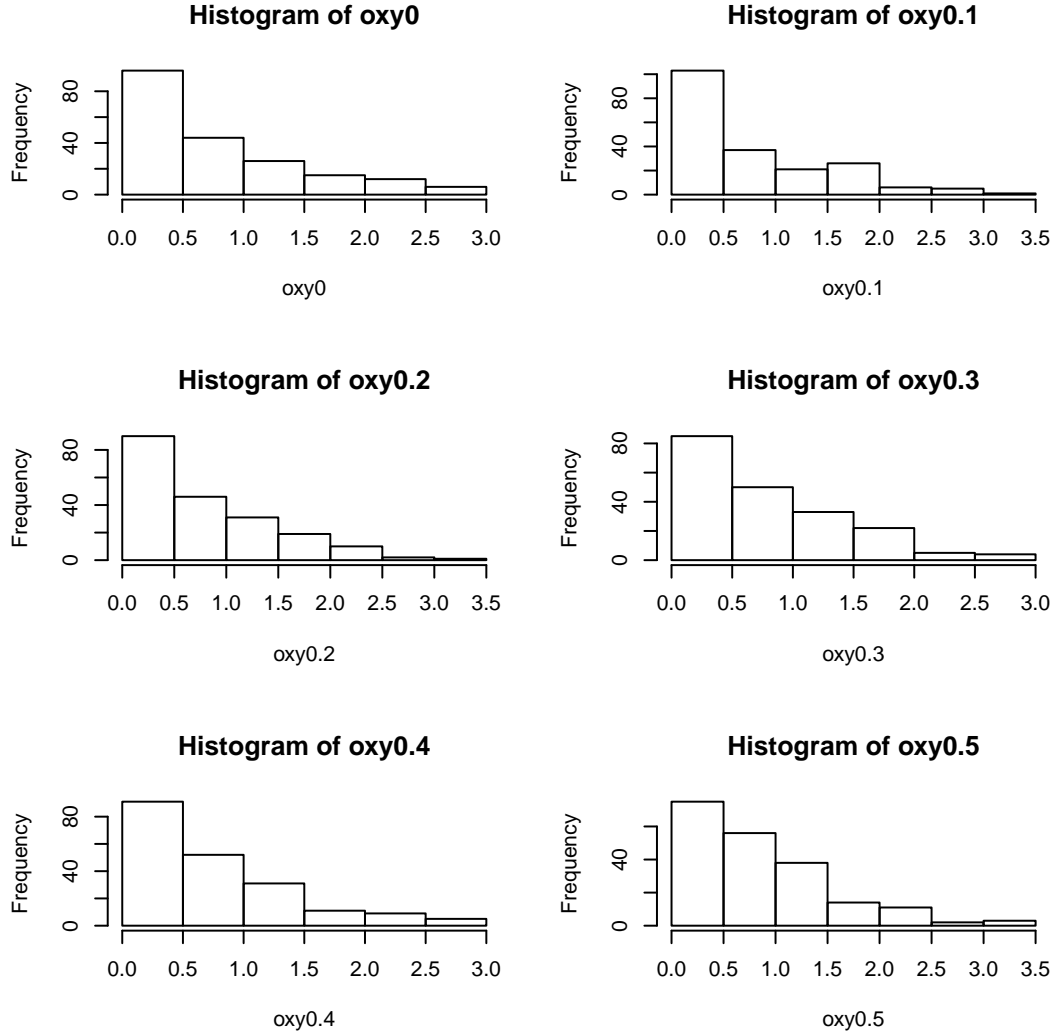 Histogram of oxy0
Frequency
0 40 80
0.0 0.5 1.0 1.5 2.0 2.5 3.0
oxy0
Histogram of oxy0.1
Frequency
0 40 80
0.0 0.5 1.0 1.5 2.0 2.5 3.0 3.5
oxy0.1
Histogram of oxy0.2
Frequency
0 40 80
0.0 0.5 1.0 1.5 2.0 2.5 3.0 3.5
oxy0.2
Histogram of oxy0.3
Frequency
0 40 80
0.0 0.5 1.0 1.5 2.0 2.5 3.0
oxy0.3
Histogram of oxy0.4
Frequency
0 40 80
0.0 0.5 1.0 1.5 2.0 2.5 3.0
oxy0.4
Histogram of oxy0.5
Frequency
0 40
0.0 0.5 1.0 1.5 2.0 2.5 3.0 3.5
oxy0.5